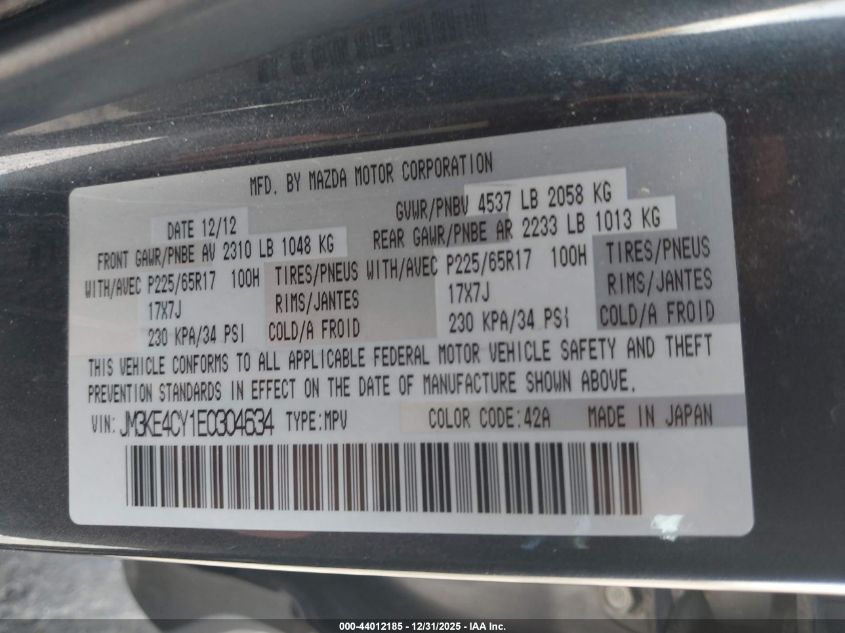 MFD. BY MAZDA MOTOR CORPORATION
DATE 12/12 GVWR/PNBV 4537 LB 2058 KG
FRONT GAWR/PNBE AV 2310 LB 1048 KG REAR GAWR/PNBE AR 2233 LB 1013 KG
WITH/AVEC P225/65R17 100H TIRES/PNEUS WITH/AVEC P225/65R17 100H TIRES/PNEUS
17X7J RIMS/JANTES 17X7J RIMS/JANTES
230 KPA/34 PSI COLD/A FROID 230 KPA/34 PSI COLD/A FROID
THIS VEHICLE CONFORMS TO ALL APPLICABLE FEDERAL MOTOR VEHICLE SAFETY AND THEFT
PREVENTION STANDARDS IN EFFECT ON THE DATE OF MANUFACTURE SHOWN ABOVE.
VIN: JM3KE4CY1E0304634 TYPE:MPV COLOR CODE:42A MADE IN JAPAN
000-44012185 - 12/31/2025 - IAA Inc.